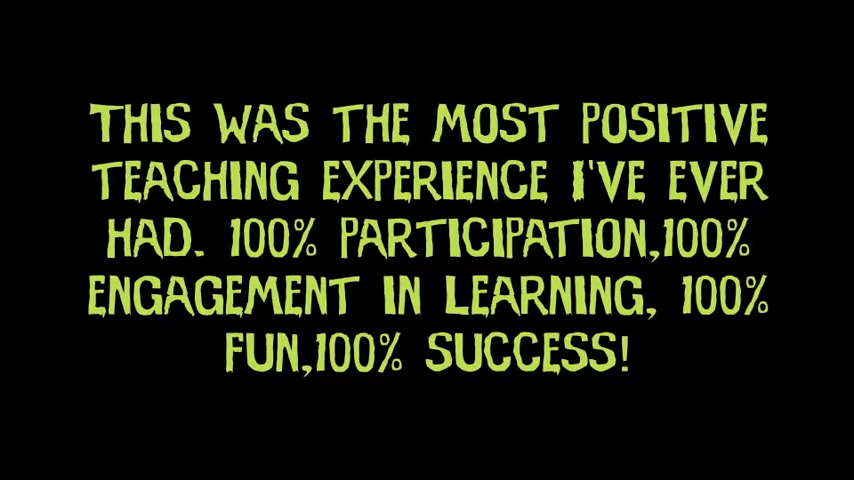 THIS WAS THE MOST POSITIVE
TEACHING EXPERIENCE I'VE EVER
HAD. 100% PARTICIPATION,100%
ENGAGEMENT IN LEARNING, 100%
FUN,100% SUCCESS!